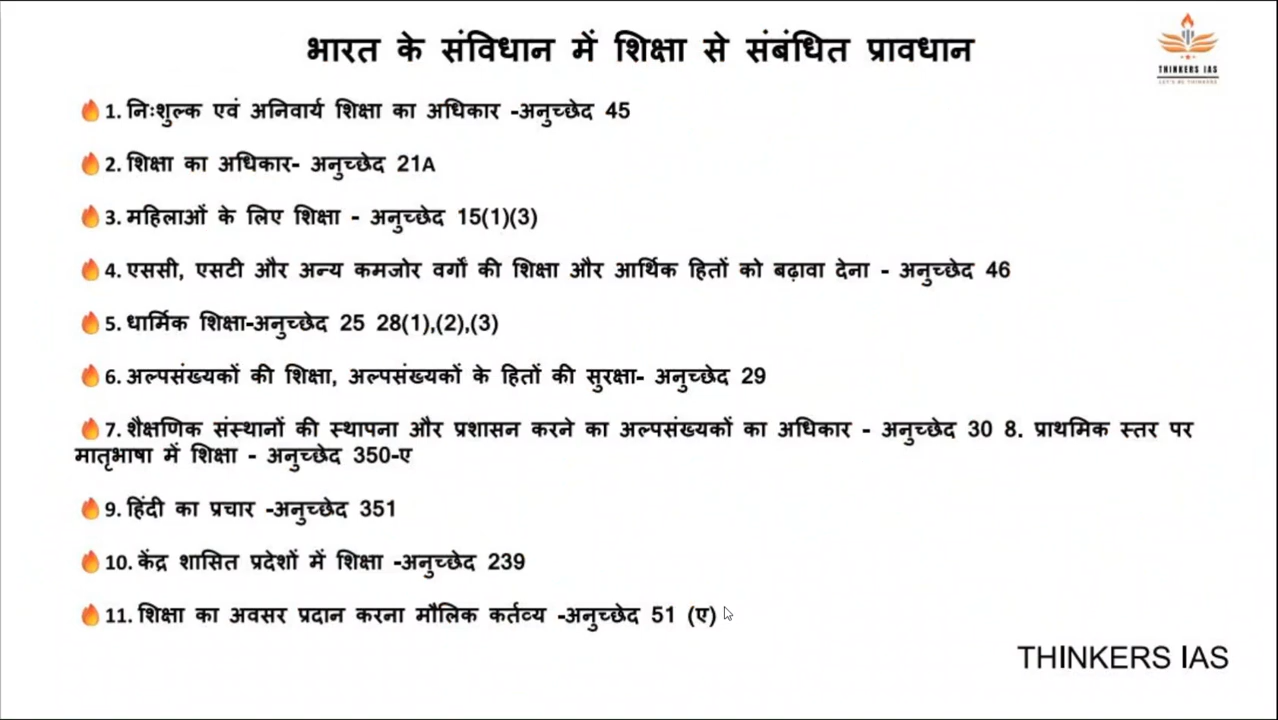 भारत के संविधान में शिक्षा से संबंधित प्रावधान
THINKERS IAS
LET'S BE THINKERS
1. निःशुल्क एवं अनिवार्य शिक्षा का अधिकार -अनुच्छेद 45
2. शिक्षा का अधिकार- अनुच्छेद 21A
3. महिलाओं के लिए शिक्षा - अनुच्छेद 15(1)(3)
4. एससी, एसटी और अन्य कमजोर वर्गों की शिक्षा और आर्थिक हितों को बढ़ावा देना - अनुच्छेद 46
5. धार्मिक शिक्षा-अनुच्छेद 25 28(1),(2),(3)
6. अल्पसंख्यकों की शिक्षा, अल्पसंख्यकों के हितों की सुरक्षा- अनुच्छेद 29
7. शैक्षणिक संस्थानों की स्थापना और प्रशासन करने का अल्पसंख्यकों का अधिकार - अनुच्छेद 30 8. प्राथमिक स्तर पर
मातृभाषा में शिक्षा - अनुच्छेद 350-ए
9. हिंदी का प्रचार -अनुच्छेद 351
10. केंद्र शासित प्रदेशों में शिक्षा -अनुच्छेद 239
11. शिक्षा का अवसर प्रदान करना मौलिक कर्तव्य -अनुच्छेद 51 (ए)
THINKERS IAS